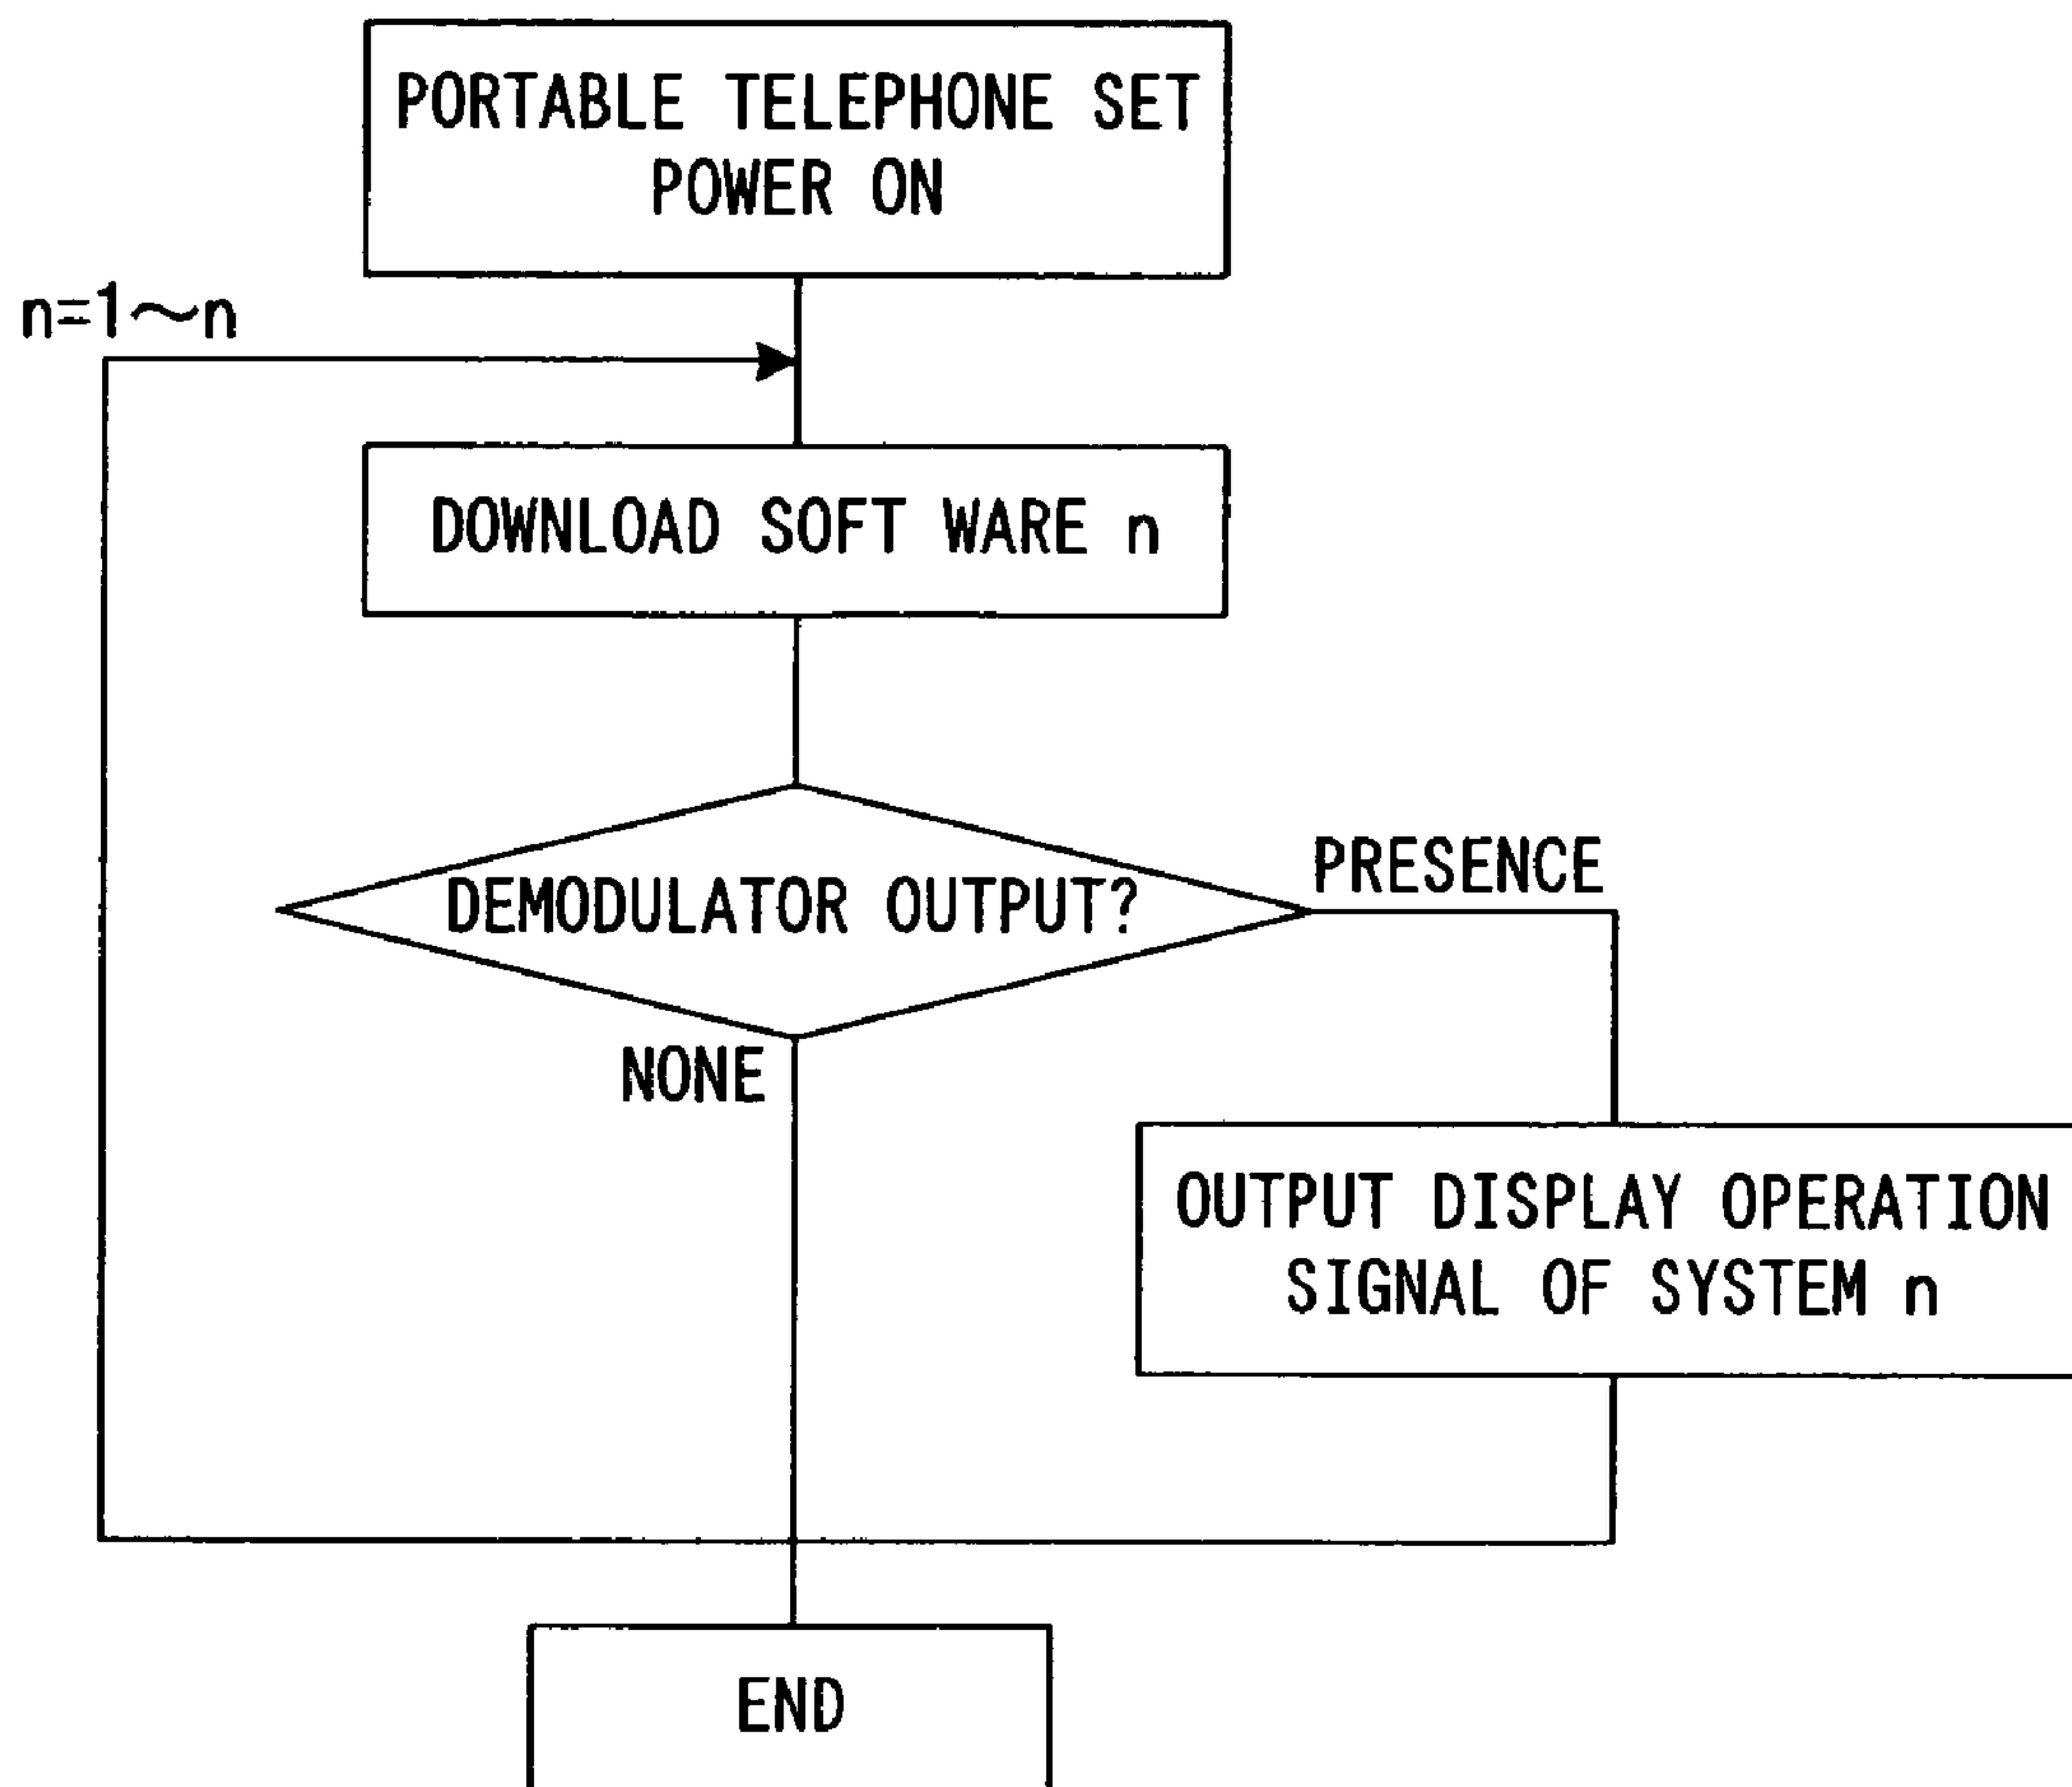 PORTABLE TELEPHONE SET
POWER ON
n=1～n
DOWNLOAD SOFT WARE n
DEMODULATOR OUTPUT?
PRESENCE
NONE
OUTPUT DISPLAY OPERATION
SIGNAL OF SYSTEM n
END